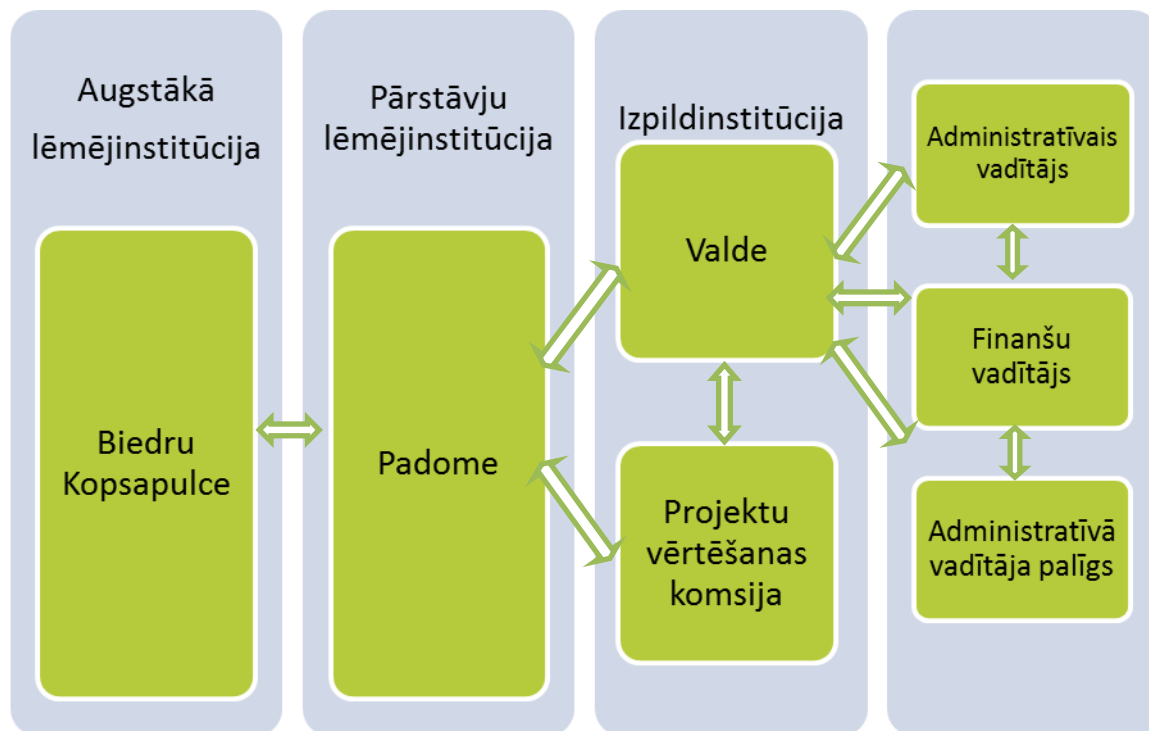 Augstākā
lēmējinstitūcija
Biedru
Kopsapulce
Pārstāvju
lēmējinstitūcija
Padome
Izpildinstitūcija
Valde
Projektu
vērtēšanas
komsija
Administratīvais
vadītājs
Finanšu
vadītājs
Administratīvā
vadītāja palīgs